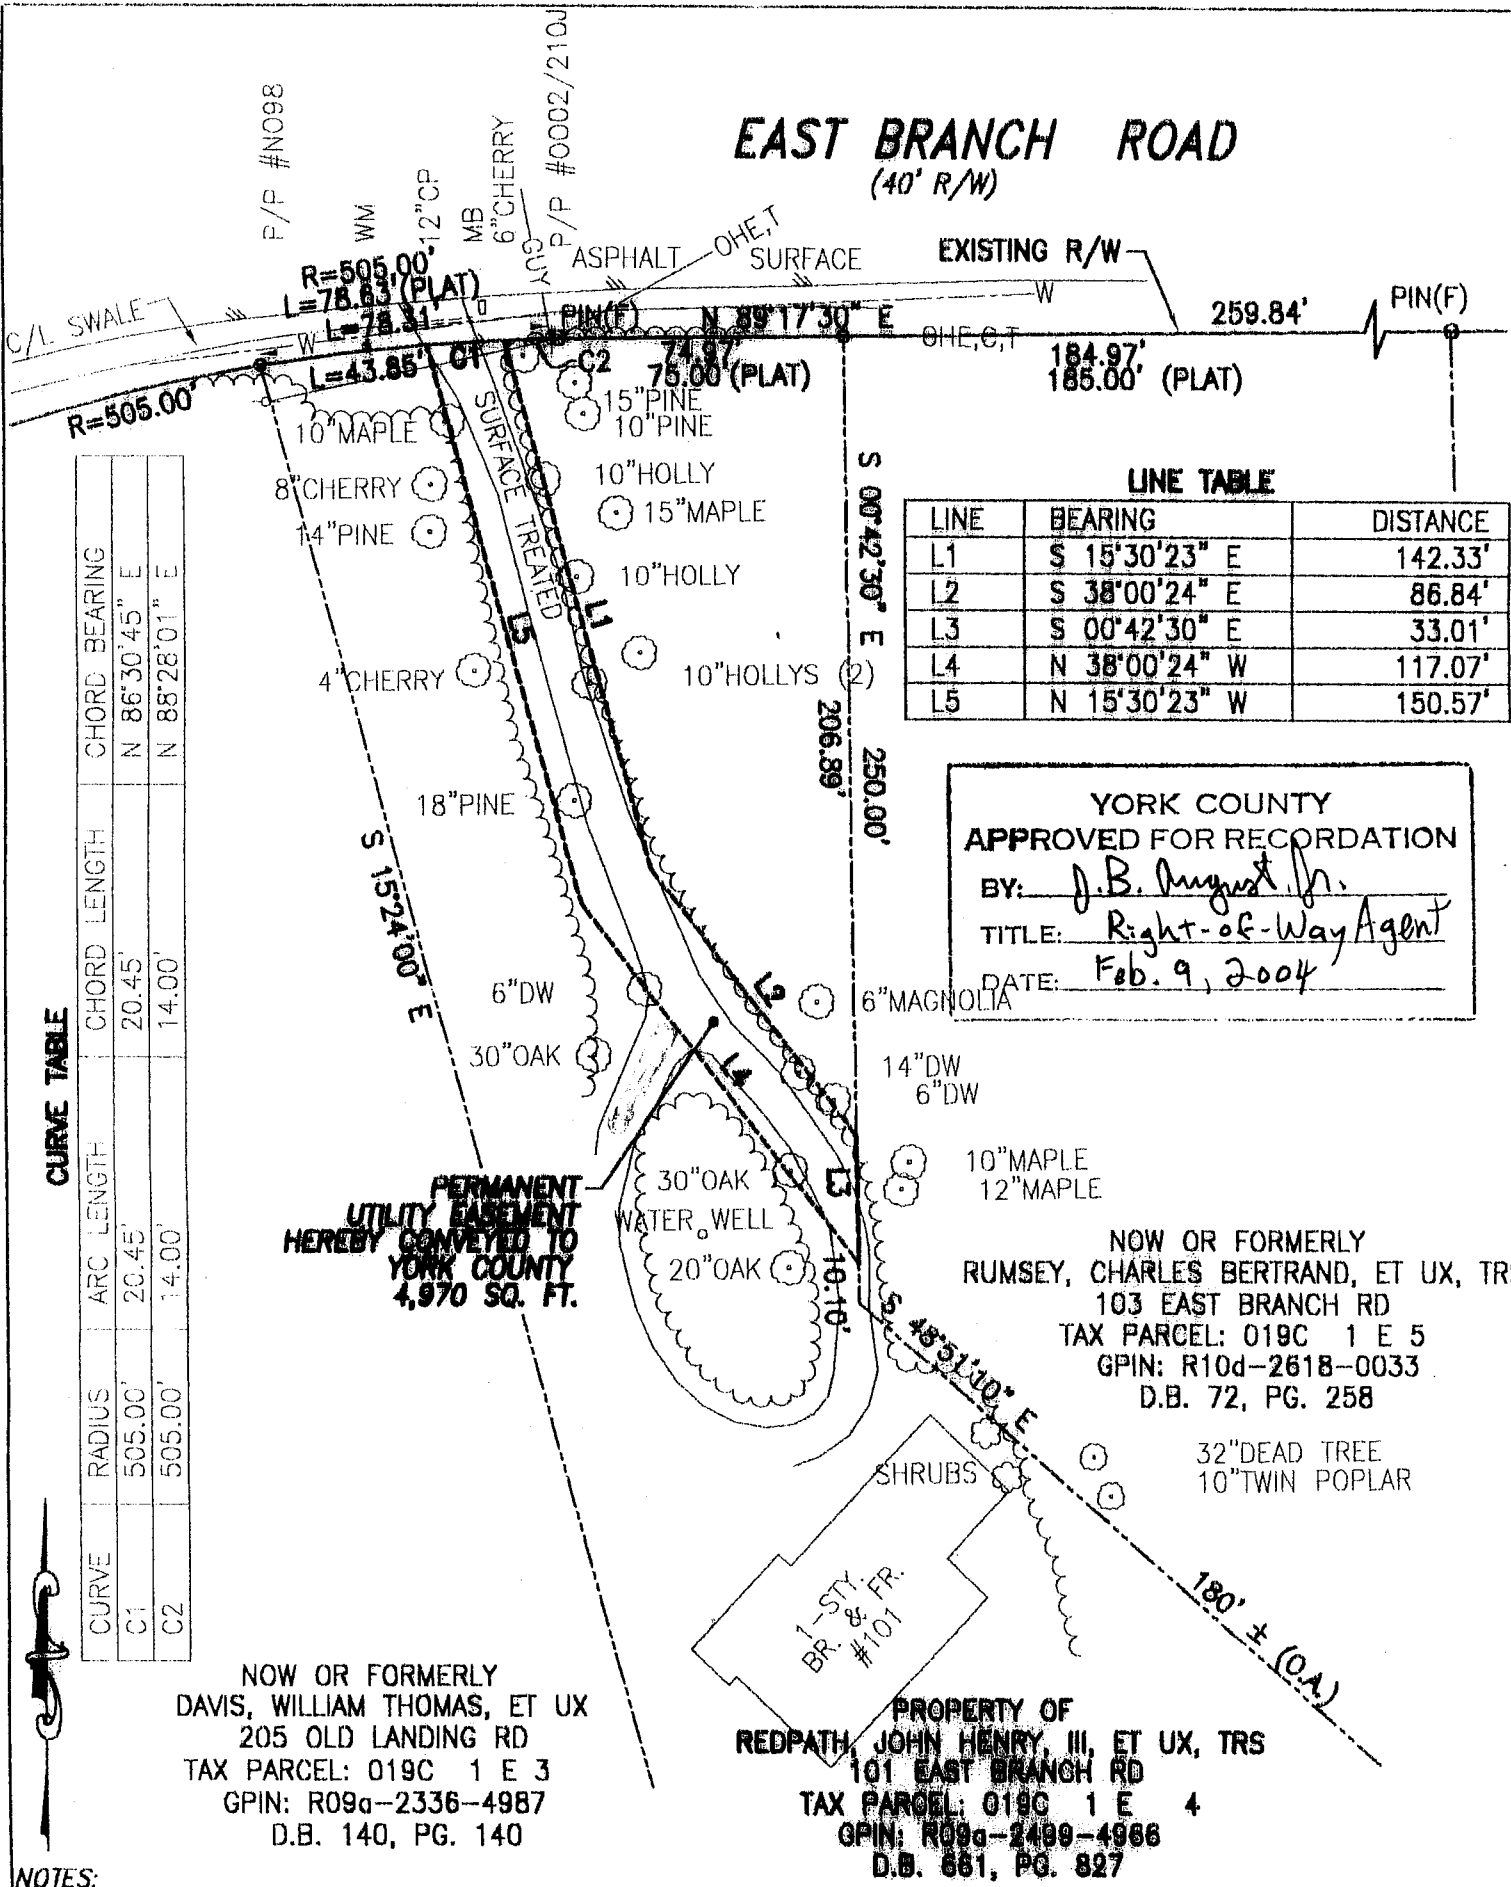 P/P #N098
WM
12"CP
MB
6"CHERRY
GUY
P/P #0002/210J
EAST BRANCH ROAD
(40' R/W)
ASPHALT SURFACE
OHE,T
EXISTING R/W
R=505.00'
L=78.63'(PLAT)
L=78.31'
C/L SWALE
W
W
PIN(F)
N 89°17'30" E
OHE,C,T
259.84'
PIN(F)
L=43.85'
C1
C2
74.97'
75.00'(PLAT)
184.97'
185.00' (PLAT)
R=505.00'
15"PINE
10"PINE
10"MAPLE
SURFACE TREATED
8"CHERRY
10"HOLLY
15"MAPLE
14"PINE
10"HOLLY
L5
L1
4"CHERRY
10"HOLLYS (2)
S 00°42'30" E 250.00'
206.89'
LINE TABLE
LINE BEARING DISTANCE
L1 S 15°30'23" E 142.33'
L2 S 38°00'24" E 86.84'
L3 S 00°42'30" E 33.01'
L4 N 38°00'24" W 117.07'
L5 N 15°30'23" W 150.57'
YORK COUNTY
APPROVED FOR RECORDATION
BY: J.B. August, Jr.
TITLE: Right-of-Way Agent
DATE: Feb. 9, 2004
18"PINE
S 15°24'00" E
6"DW
30"OAK
L2
L4
6"MAGNOLIA
14"DW
6"DW
10"MAPLE
12"MAPLE
PERMANENT
UTILITY EASEMENT
HEREBY CONVEYED TO
YORK COUNTY
4,970 SQ. FT.
30"OAK
WATER WELL
20"OAK
L3
10.10'
NOW OR FORMERLY
RUMSEY, CHARLES BERTRAND, ET UX, TR
103 EAST BRANCH RD
TAX PARCEL: 019C 1 E 5
GPIN: R10d-2618-0033
D.B. 72, PG. 258
S 48°51'10" E
180' ± (O.A.)
SHRUBS
32"DEAD TREE
10"TWIN POPLAR
1-STY.
BR. & FR.
#101
CURVE TABLE
CURVE RADIUS ARC LENGTH CHORD LENGTH CHORD BEARING
C1 505.00' 20.45' 20.45' N 86°30'45" E
C2 505.00' 14.00' 14.00' N 88°28'01" E
NOW OR FORMERLY
DAVIS, WILLIAM THOMAS, ET UX
205 OLD LANDING RD
TAX PARCEL: 019C 1 E 3
GPIN: R09a-2336-4987
D.B. 140, PG. 140
PROPERTY OF
REDPATH, JOHN HENRY, III, ET UX, TRS
101 EAST BRANCH RD
TAX PARCEL: 019C 1 E 4
GPIN: R09a-2499-4966
D.B. 661, PG. 827
NOTES: